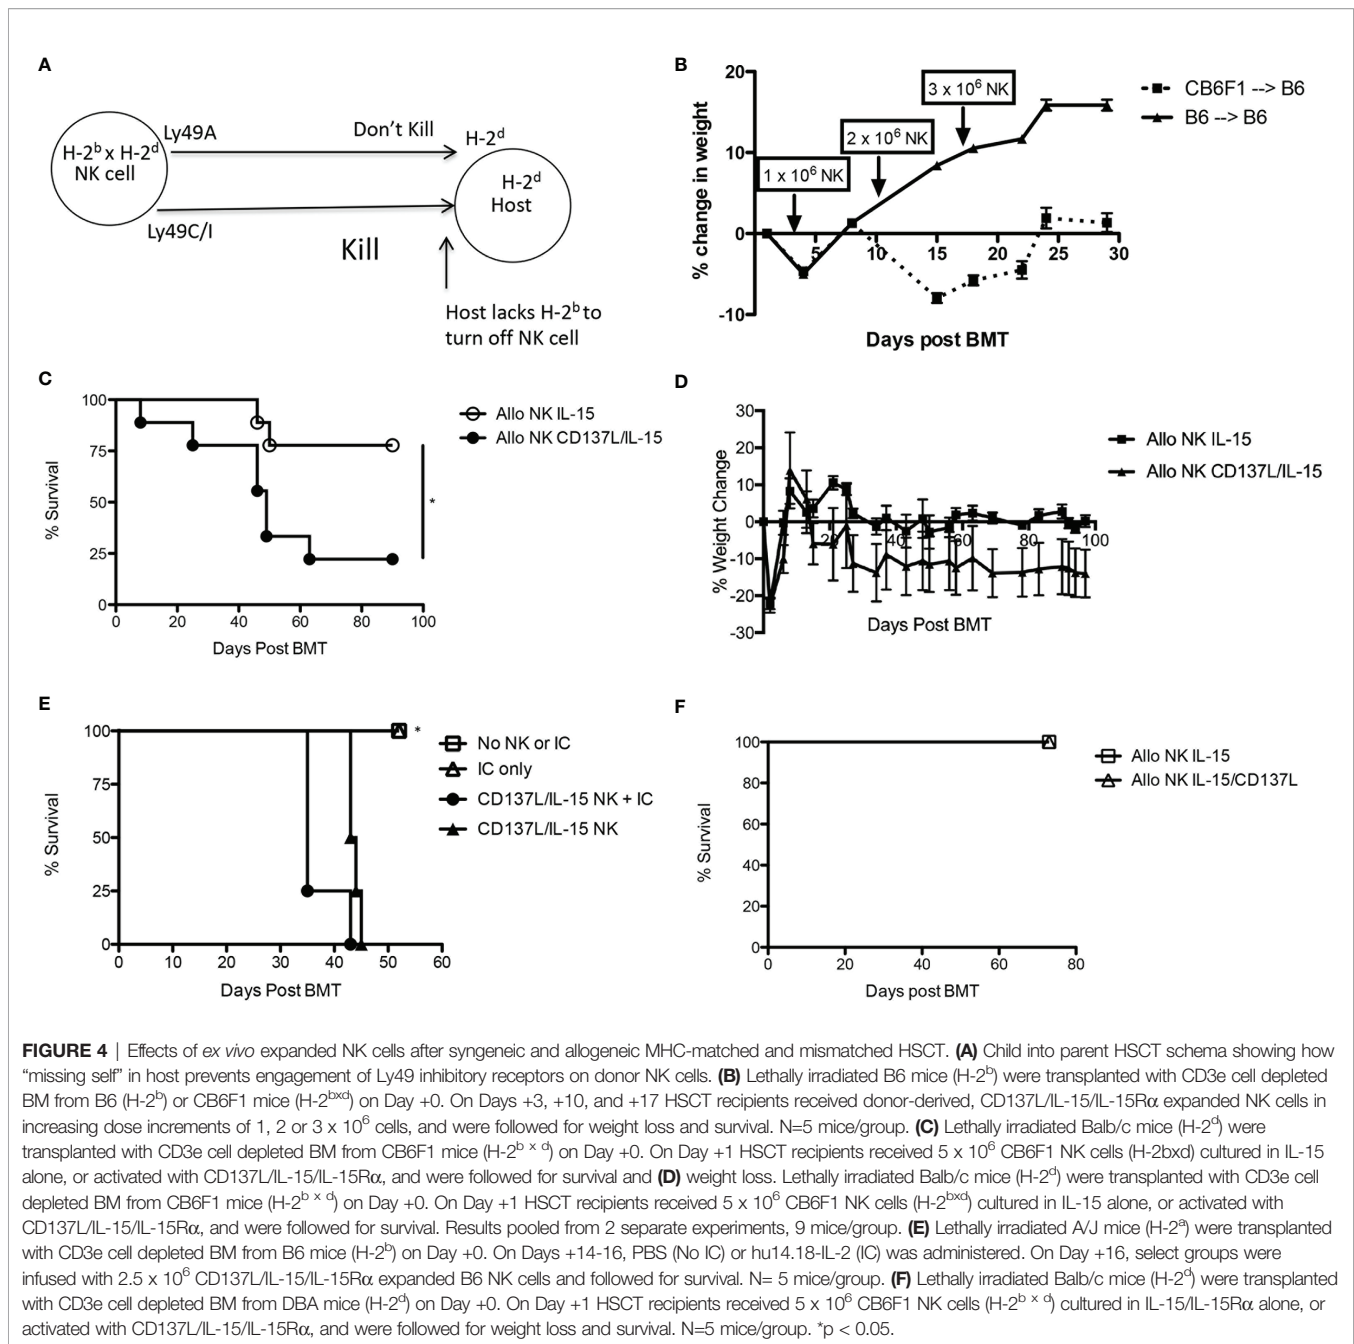 A
H-2ᵇ x H-2ᵈ
NK cell
Ly49A
Ly49C/I
Don't Kill
Kill
H-2ᵈ
H-2ᵈ
Host
Host lacks H-2ᵇ to
turn off NK cell
B
% change in weight
20
10
0
-10
5
10
15
20
25
30
1 x 10⁶ NK
2 x 10⁶ NK
3 x 10⁶ NK
Days post BMT
CB6F1 --> B6
B6 --> B6
C
% Survival
100
75
50
25
0
0 20 40 60 80 100
Days Post BMT
Allo NK IL-15
Allo NK CD137L/IL-15
*
D
% Weight Change
30
20
10
0
-10
-20
-30
20 40 60 80 100
Days Post BMT
Allo NK IL-15
Allo NK CD137L/IL-15
E
% Survival
100
75
50
25
0
0 10 20 30 40 50 60
Days Post BMT
*
No NK or IC
IC only
CD137L/IL-15 NK + IC
CD137L/IL-15 NK
F
% Survival
100
80
60
40
20
0
0 20 40 60 80
Days post BMT
Allo NK IL-15
Allo NK IL-15/CD137L
FIGURE 4 | Effects of ex vivo expanded NK cells after syngeneic and allogeneic MHC-matched and mismatched HSCT. (A) Child into parent HSCT schema showing how
“missing self” in host prevents engagement of Ly49 inhibitory receptors on donor NK cells. (B) Lethally irradiated B6 mice (H-2ᵇ) were transplanted with CD3e cell depleted
BM from B6 (H-2ᵇ) or CB6F1 mice (H-2ᵇˣᵈ) on Day +0. On Days +3, +10, and +17 HSCT recipients received donor-derived, CD137L/IL-15/IL-15Rα expanded NK cells in
increasing dose increments of 1, 2 or 3 x 10⁶ cells, and were followed for weight loss and survival. N=5 mice/group. (C) Lethally irradiated Balb/c mice (H-2ᵈ) were
transplanted with CD3e cell depleted BM from CB6F1 mice (H-2ᵇ ˣ ᵈ) on Day +0. On Day +1 HSCT recipients received 5 x 10⁶ CB6F1 NK cells (H-2bxd) cultured in IL-15
alone, or activated with CD137L/IL-15/IL-15Rα, and were followed for survival and (D) weight loss. Lethally irradiated Balb/c mice (H-2ᵈ) were transplanted with CD3e cell
depleted BM from CB6F1 mice (H-2ᵇ ˣ ᵈ) on Day +0. On Day +1 HSCT recipients received 5 x 10⁶ CB6F1 NK cells (H-2ᵇˣᵈ) cultured in IL-15 alone, or activated with
CD137L/IL-15/IL-15Rα, and were followed for survival. Results pooled from 2 separate experiments, 9 mice/group. (E) Lethally irradiated A/J mice (H-2ᵃ) were transplanted
with CD3e cell depleted BM from B6 mice (H-2ᵇ) on Day +0. On Days +14-16, PBS (No IC) or hu14.18-IL-2 (IC) was administered. On Day +16, select groups were
infused with 2.5 x 10⁶ CD137L/IL-15/IL-15Rα expanded B6 NK cells and followed for survival. N= 5 mice/group. (F) Lethally irradiated Balb/c mice (H-2ᵈ) were transplanted
with CD3e cell depleted BM from DBA mice (H-2ᵈ) on Day +0. On Day +1 HSCT recipients received 5 x 10⁶ CB6F1 NK cells (H-2ᵇ ˣ ᵈ) cultured in IL-15/IL-15Rα alone, or
activated with CD137L/IL-15/IL-15Rα, and were followed for weight loss and survival. N=5 mice/group. *p < 0.05.